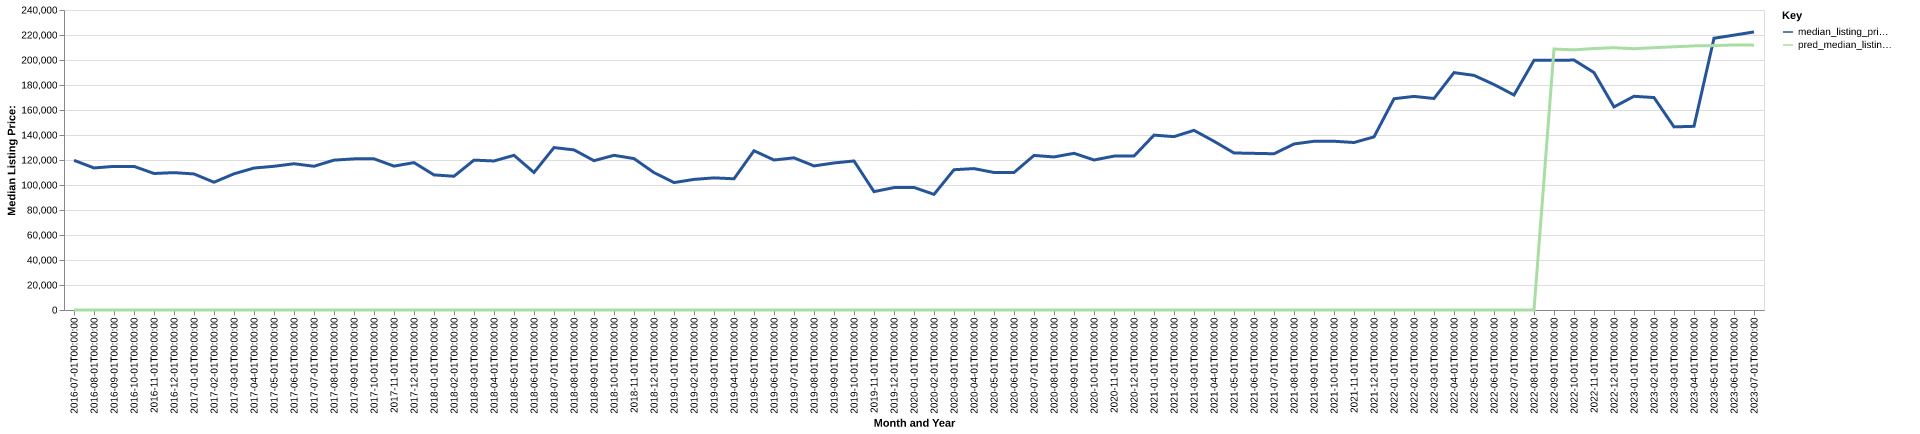 240,000
220,000
200,000
180,000
160,000
140,000
120,000
100,000
80,000
60,000
40,000
20,000
0
Median Listing Price:
2016-07-01T00:00:00
2016-08-01T00:00:00
2016-09-01T00:00:00
2016-10-01T00:00:00
2016-11-01T00:00:00
2016-12-01T00:00:00
2017-01-01T00:00:00
2017-02-01T00:00:00
2017-03-01T00:00:00
2017-04-01T00:00:00
2017-05-01T00:00:00
2017-06-01T00:00:00
2017-07-01T00:00:00
2017-08-01T00:00:00
2017-09-01T00:00:00
2017-10-01T00:00:00
2017-11-01T00:00:00
2017-12-01T00:00:00
2018-01-01T00:00:00
2018-02-01T00:00:00
2018-03-01T00:00:00
2018-04-01T00:00:00
2018-05-01T00:00:00
2018-06-01T00:00:00
2018-07-01T00:00:00
2018-08-01T00:00:00
2018-09-01T00:00:00
2018-10-01T00:00:00
2018-11-01T00:00:00
2018-12-01T00:00:00
2019-01-01T00:00:00
2019-02-01T00:00:00
2019-03-01T00:00:00
2019-04-01T00:00:00
2019-05-01T00:00:00
2019-06-01T00:00:00
2019-07-01T00:00:00
2019-08-01T00:00:00
2019-09-01T00:00:00
2019-10-01T00:00:00
2019-11-01T00:00:00
2019-12-01T00:00:00
2020-01-01T00:00:00
2020-02-01T00:00:00
2020-03-01T00:00:00
2020-04-01T00:00:00
2020-05-01T00:00:00
2020-06-01T00:00:00
2020-07-01T00:00:00
2020-08-01T00:00:00
2020-09-01T00:00:00
2020-10-01T00:00:00
2020-11-01T00:00:00
2020-12-01T00:00:00
2021-01-01T00:00:00
2021-02-01T00:00:00
2021-03-01T00:00:00
2021-04-01T00:00:00
2021-05-01T00:00:00
2021-06-01T00:00:00
2021-07-01T00:00:00
2021-08-01T00:00:00
2021-09-01T00:00:00
2021-10-01T00:00:00
2021-11-01T00:00:00
2021-12-01T00:00:00
2022-01-01T00:00:00
2022-02-01T00:00:00
2022-03-01T00:00:00
2022-04-01T00:00:00
2022-05-01T00:00:00
2022-06-01T00:00:00
2022-07-01T00:00:00
2022-08-01T00:00:00
2022-09-01T00:00:00
2022-10-01T00:00:00
2022-11-01T00:00:00
2022-12-01T00:00:00
2023-01-01T00:00:00
2023-02-01T00:00:00
2023-03-01T00:00:00
2023-04-01T00:00:00
2023-05-01T00:00:00
2023-06-01T00:00:00
2023-07-01T00:00:00
Month and Year
Key
median_listing_pri…
pred_median_listin…